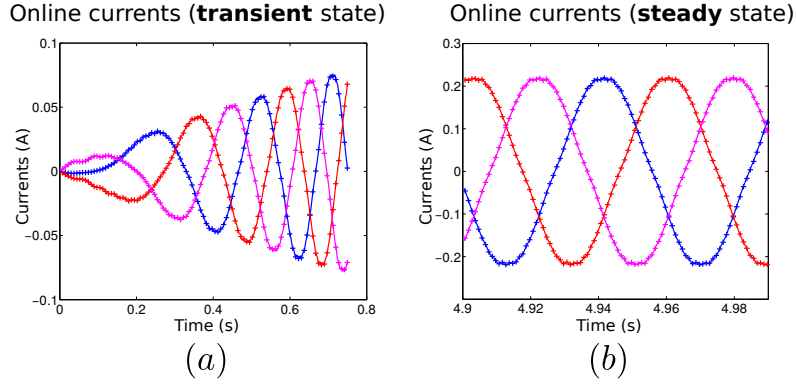 Online currents (transient state)
0.1
0.05
0
−0.05
−0.1
Currents (A)
0 0.2 0.4 0.6 0.8
Time (s)
(a)
Online currents (steady state)
0.3
0.2
0.1
0
−0.1
−0.2
Currents (A)
4.9 4.92 4.94 4.96 4.98
Time (s)
(b)